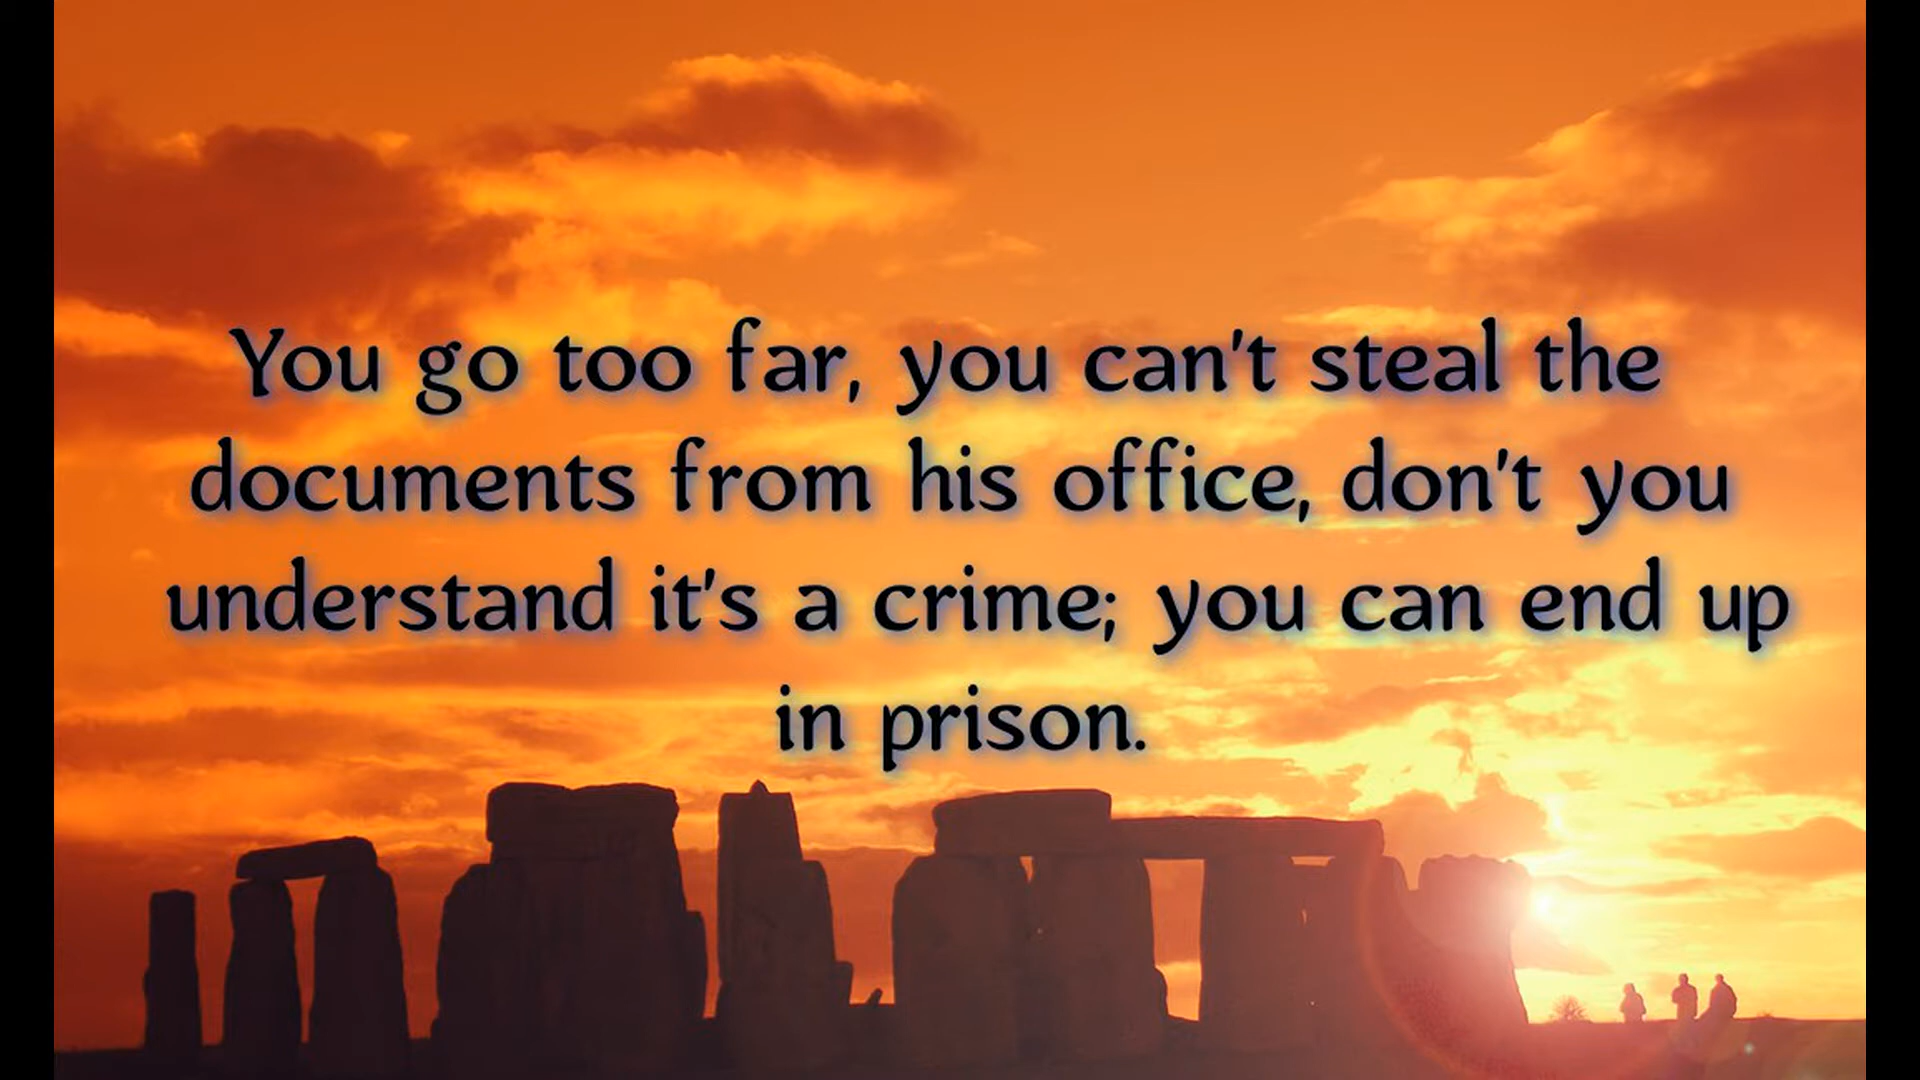 You go too far, you can't steal the
documents from his office, don't you
understand it's a crime; you can end up
in prison.